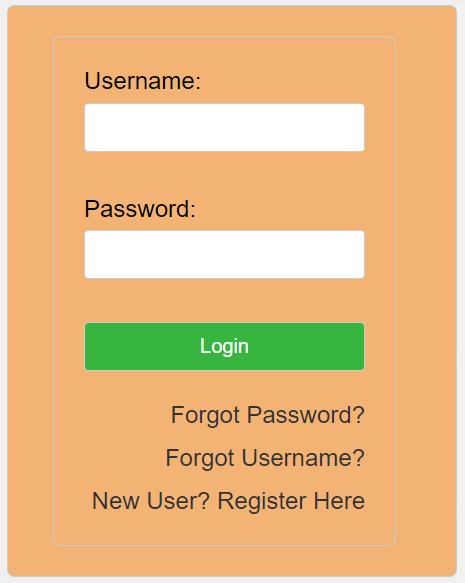 Username:
Password:
Login
Forgot Password?
Forgot Username?
New User? Register Here